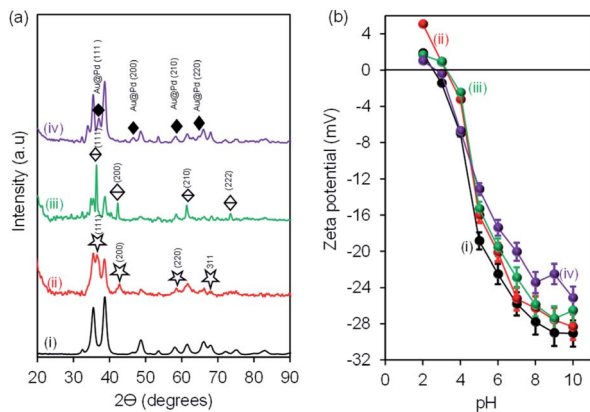 (a)
Au@Pd (111 )
Au@Pd (200)
Au@Pd (210)
Au@Pd (220)
(iv)
(111)
(200)
(210)
(222)
(iii)
(111)
(200)
(220)
(311
(ii)
(i)
Intensity (a.u)
20 30 40 50 60 70 80 90
2Θ (degrees)
(b)
8
4
0
-4
-8
-12
-16
-20
-24
-28
-32
Zeta potential (mV)
(ii)
(iii)
(i)
(iv)
0 2 4 6 8 10
pH